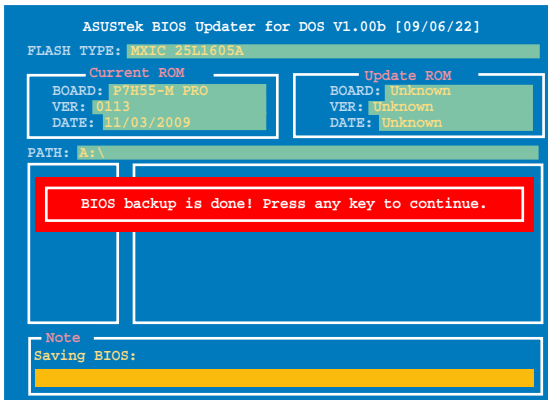 ASUSTek BIOS Updater for DOS V1.00b [09/06/22]
FLASH TYPE: MXIC 25L1605A
Current ROM
BOARD: P7H55-M PRO
VER: 0113
DATE: 11/03/2009
Update ROM
BOARD: Unknown
VER: Unknown
DATE: Unknown
PATH: A:\
BIOS backup is done! Press any key to continue.
Note
Saving BIOS: